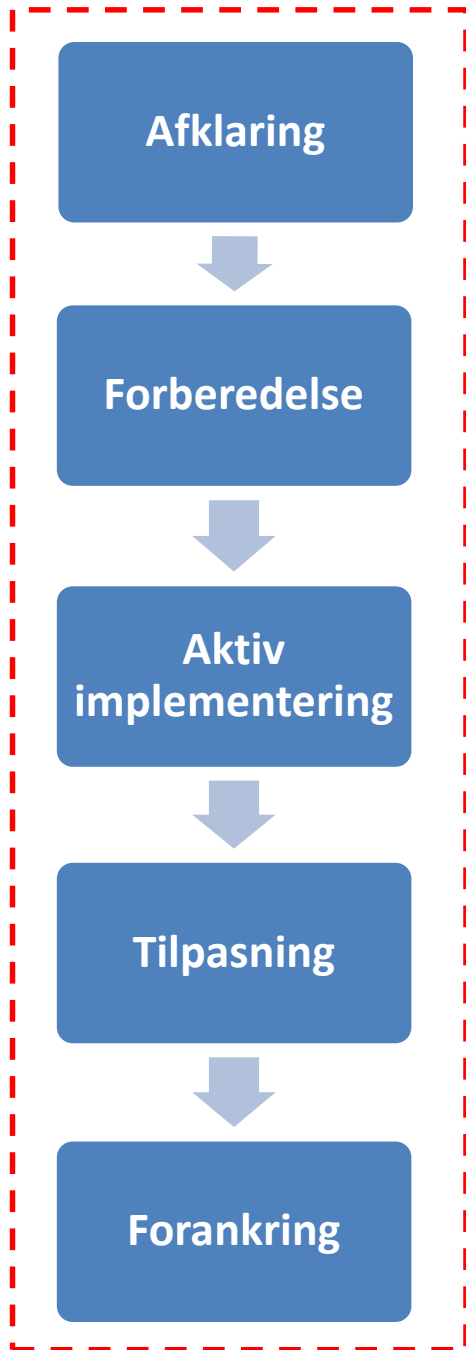 Afklaring
Forberedelse
Aktiv
implementering
Tilpasning
Forankring